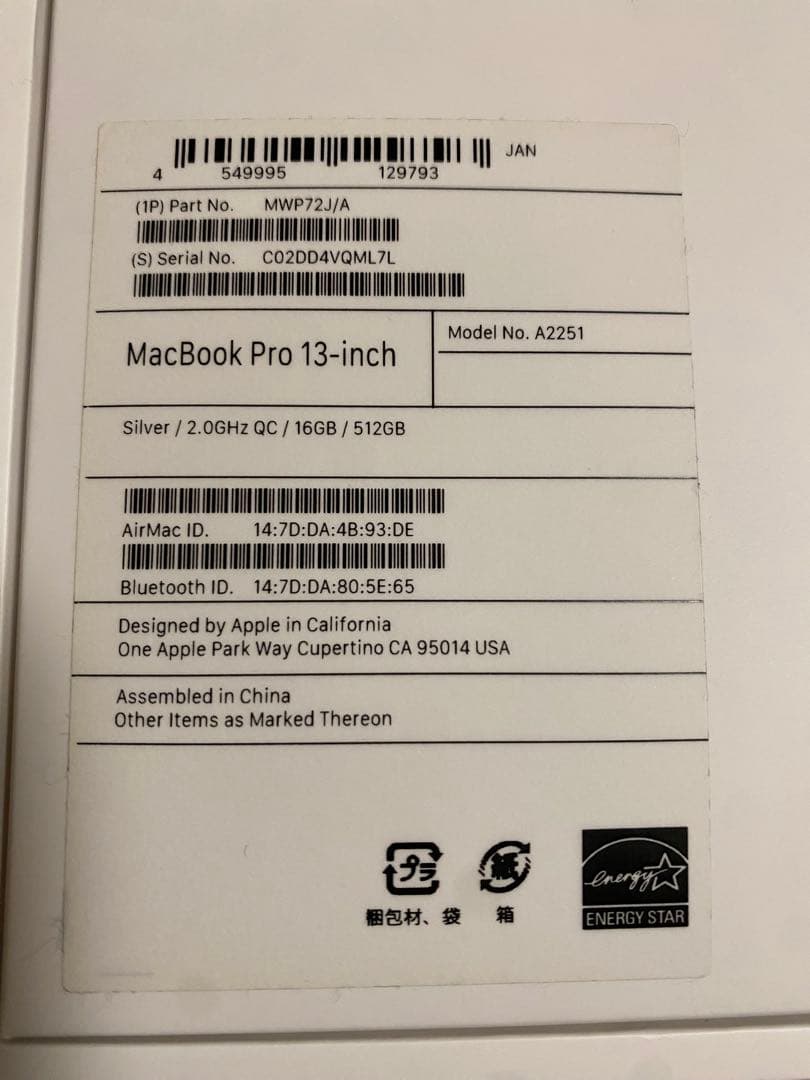 JAN
4 549995 129793
(1P) Part No. MWP72J/A
(S) Serial No. C02DD4VQML7L
MacBook Pro 13-inch
Model No. A2251
Silver / 2.0GHz QC / 16GB / 512GB
AirMac ID. 14:7D:DA:4B:93:DE
Bluetooth ID. 14:7D:DA:80:5E:65
Designed by Apple in California
One Apple Park Way Cupertino CA 95014 USA
Assembled in China
Other Items as Marked Thereon
プラ
紙
energy
梱包材、袋
箱
ENERGY STAR